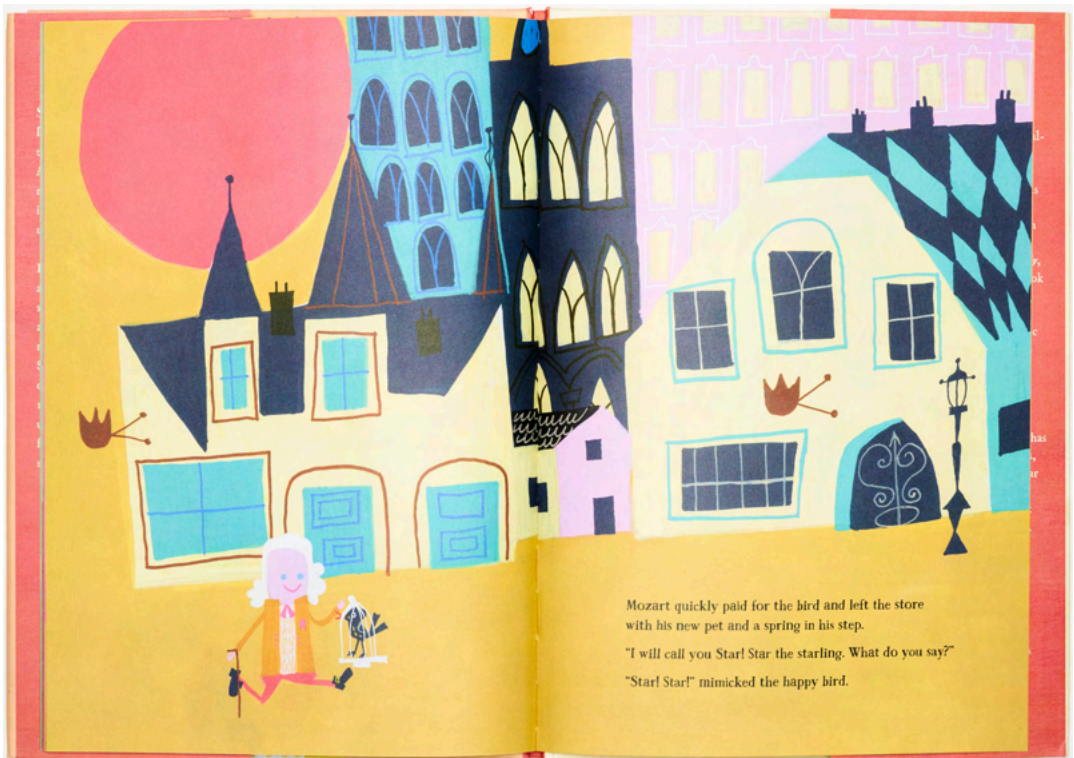 Mozart quickly paid for the bird and left the store
with his new pet and a spring in his step.
"I will call you Star! Star the starling. What do you say?"
"Star! Star!" mimicked the happy bird.
has